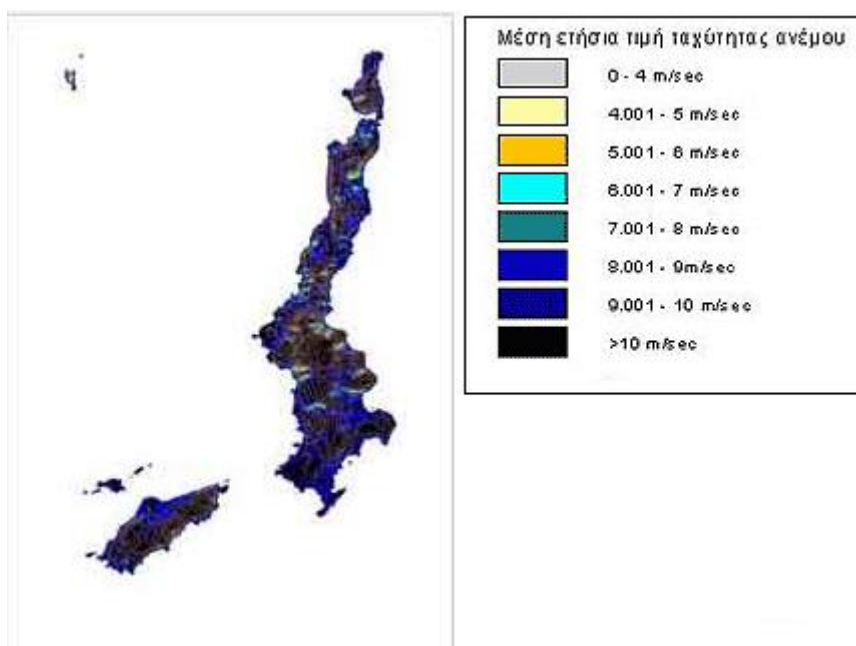 Μέση ετήσια τιμή ταχύτητας ανέμου
0 - 4 m/sec
4.001 - 5 m/sec
5.001 - 6 m/sec
6.001 - 7 m/sec
7.001 - 8 m/sec
8.001 - 9m/sec
9.001 - 10 m/sec
>10 m/sec